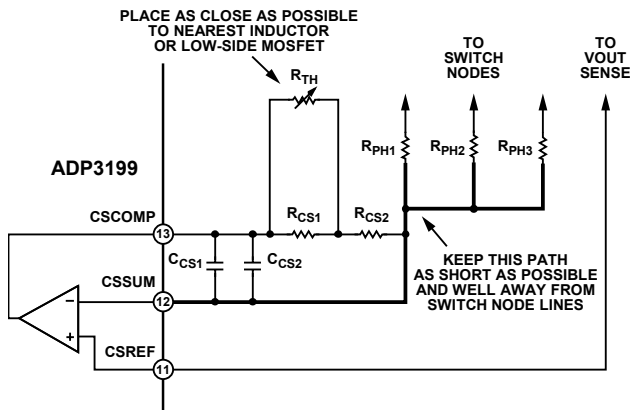 PLACE AS CLOSE AS POSSIBLE
TO NEAREST INDUCTOR
OR LOW-SIDE MOSFET
TO
SWITCH
NODES
TO
VOUT
SENSE
RTH
RPH1
RPH2
RPH3
ADP3199
CSCOMP
13
RCS1
RCS2
CCS1
CCS2
KEEP THIS PATH
AS SHORT AS POSSIBLE
AND WELL AWAY FROM
SWITCH NODE LINES
CSSUM
12
–
+
CSREF
11